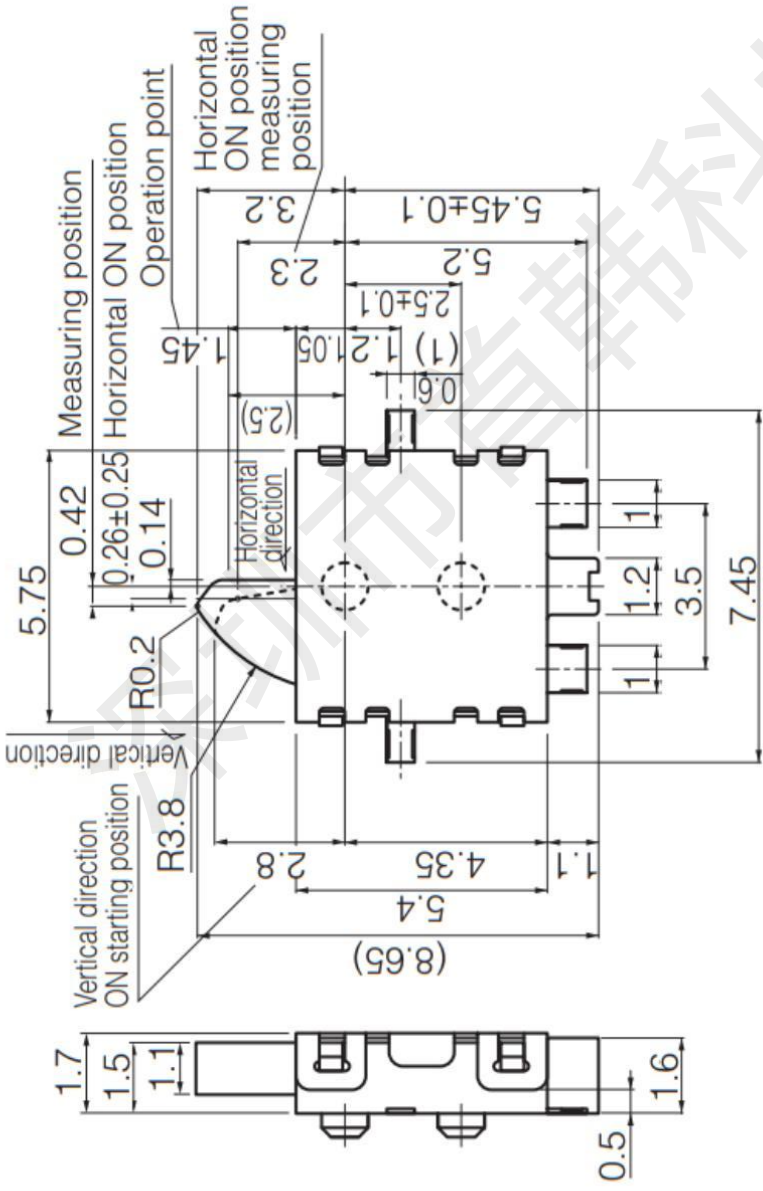 Vertical direction
ON starting position
Vertical direction
R3.8
R0.2
5.75
0.42
Measuring position
0.26±0.25 Horizontal ON position
0.14
Operation point
Horizontal
ON position
measuring
position
Horizontal
direction
(2.5)
1.45
1.05
1.2
(1)
0.6
2.3
3.2
2.5±0.1
5.2
5.45±0.1
2.8
4.35
1.1
5.4
(8.65)
1
1.2
1
3.5
7.45
1.7
1.5
1.1
0.5
1.6
深圳市首韩科